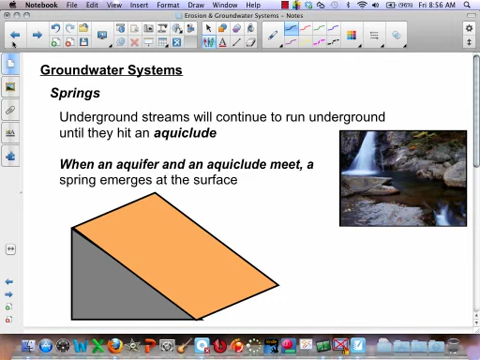 Notebook File Edit View Insert Format Draw Window Help (96%) Fri 8:56 AM
Erosion & Groundwater Systems – Notes
Groundwater Systems
Springs
Underground streams will continue to run underground
until they hit an aquiclude
When an aquifer and an aquiclude meet, a
spring emerges at the surface